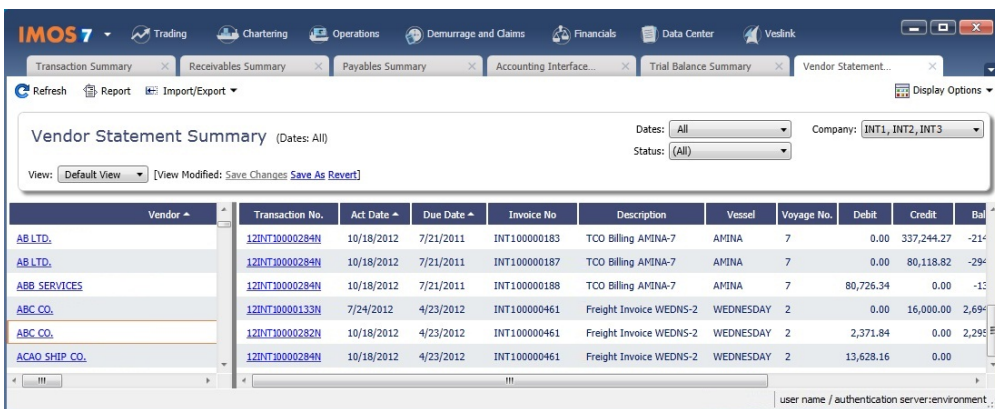 IMOS 7 Trading Chartering Operations Demurrage and Claims Financials Data Center Veslink
Transaction Summary Receivables Summary Payables Summary Accounting Interface... Trial Balance Summary Vendor Statement...
Refresh Report Import/Export Display Options
Vendor Statement Summary (Dates: All) Dates: All Company: INT1, INT2, INT3
Status: (All)
View: Default View [View Modified: Save Changes Save As Revert]
Vendor Transaction No. Act Date Due Date Invoice No Description Vessel Voyage No. Debit Credit Bal
AB LTD. 12INT10000284N 10/18/2012 7/21/2011 INT100000183 TCO Billing AMINA-7 AMINA 7 0.00 337,244.27 -214
AB LTD. 12INT10000284N 10/18/2012 7/21/2011 INT100000187 TCO Billing AMINA-7 AMINA 7 0.00 80,118.82 -294
ABB SERVICES 12INT10000284N 10/18/2012 7/21/2011 INT100000188 TCO Billing AMINA-7 AMINA 7 80,726.34 0.00 -13
ABC CO. 12INT10000133N 7/24/2012 4/23/2012 INT100000461 Freight Invoice WEDNS-2 WEDNESDAY 2 0.00 16,000.00 2,694
ABC CO. 12INT10000282N 10/18/2012 4/23/2012 INT100000461 Freight Invoice WEDNS-2 WEDNESDAY 2 2,371.84 0.00 2,295
ACAO SHIP CO. 12INT10000284N 10/18/2012 4/23/2012 INT100000461 Freight Invoice WEDNS-2 WEDNESDAY 2 13,628.16 0.00
user name / authentication server:environment